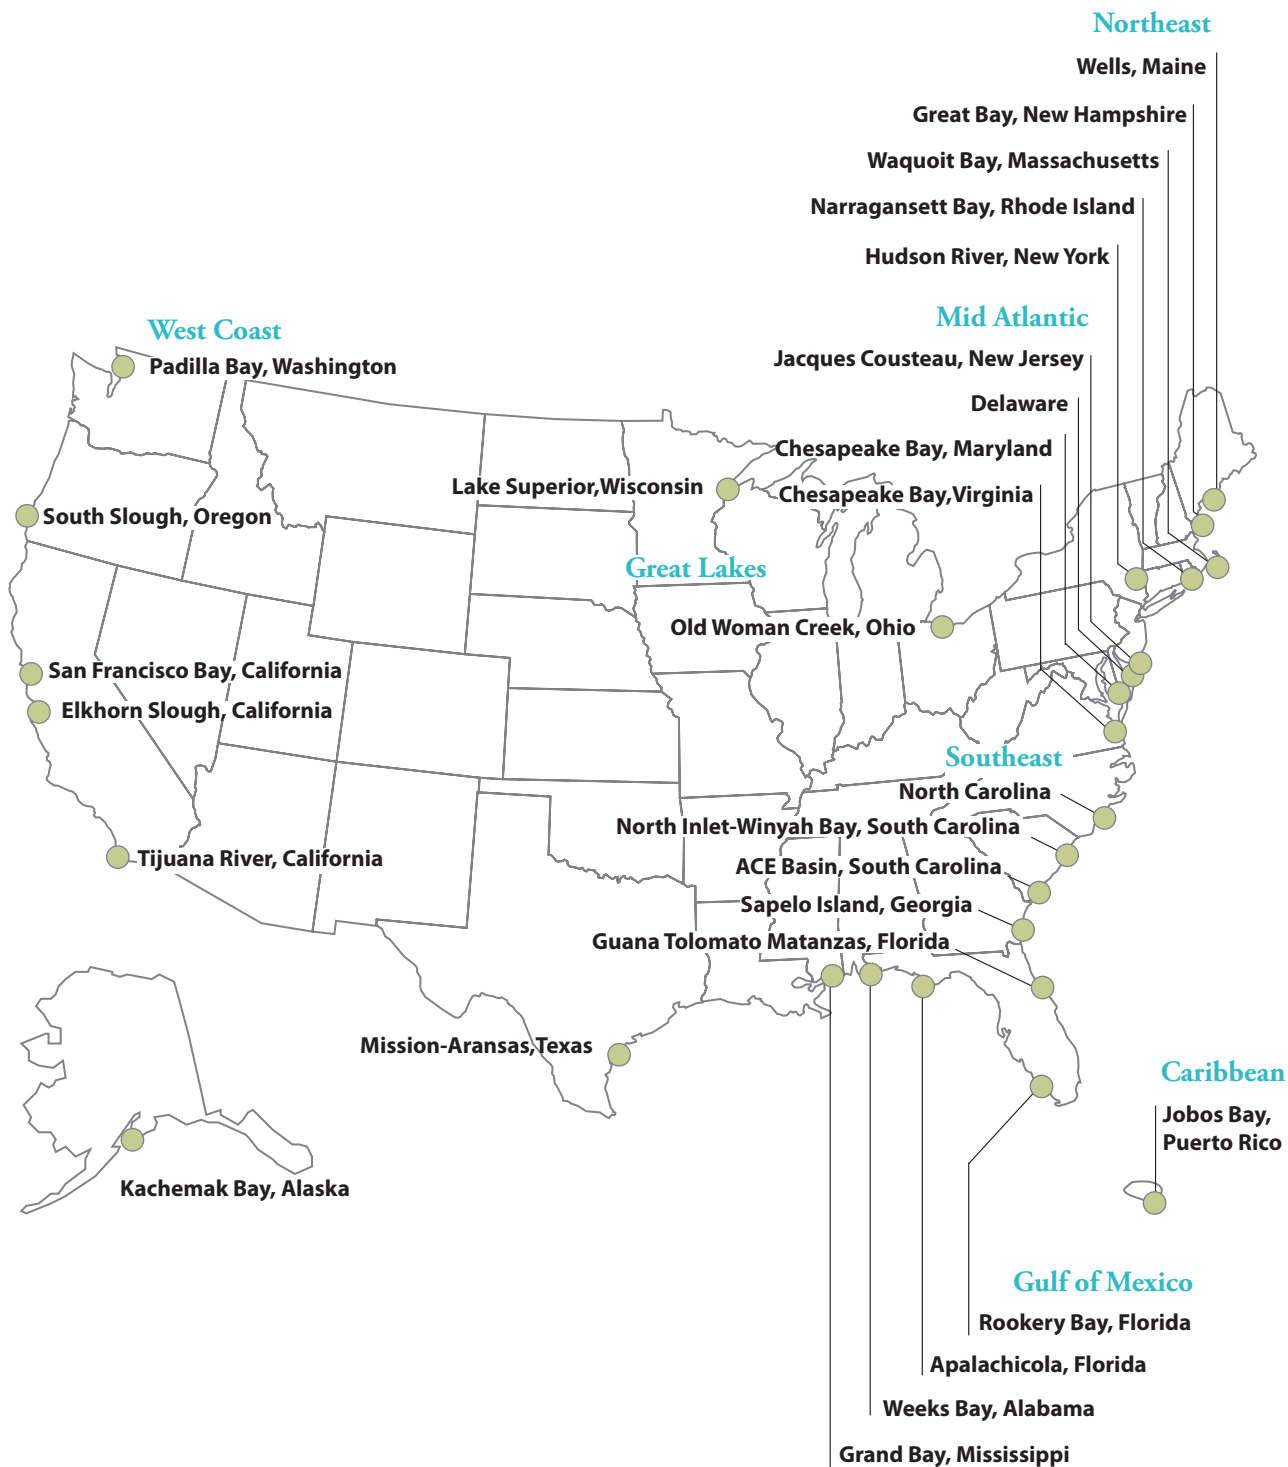 Northeast
Wells, Maine
Great Bay, New Hampshire
Waquoit Bay, Massachusetts
Narragansett Bay, Rhode Island
Hudson River, New York
Mid Atlantic
Jacques Cousteau, New Jersey
Delaware
Chesapeake Bay, Maryland
Chesapeake Bay,Virginia
West Coast
Padilla Bay, Washington
South Slough, Oregon
San Francisco Bay, California
Elkhorn Slough, California
Tijuana River, California
Lake Superior,Wisconsin
Great Lakes
Old Woman Creek, Ohio
Southeast
North Carolina
North Inlet-Winyah Bay, South Carolina
ACE Basin, South Carolina
Sapelo Island, Georgia
Guana Tolomato Matanzas, Florida
Mission-Aransas,Texas
Kachemak Bay, Alaska
Caribbean
Jobos Bay,
Puerto Rico
Gulf of Mexico
Rookery Bay, Florida
Apalachicola, Florida
Weeks Bay, Alabama
Grand Bay, Mississippi